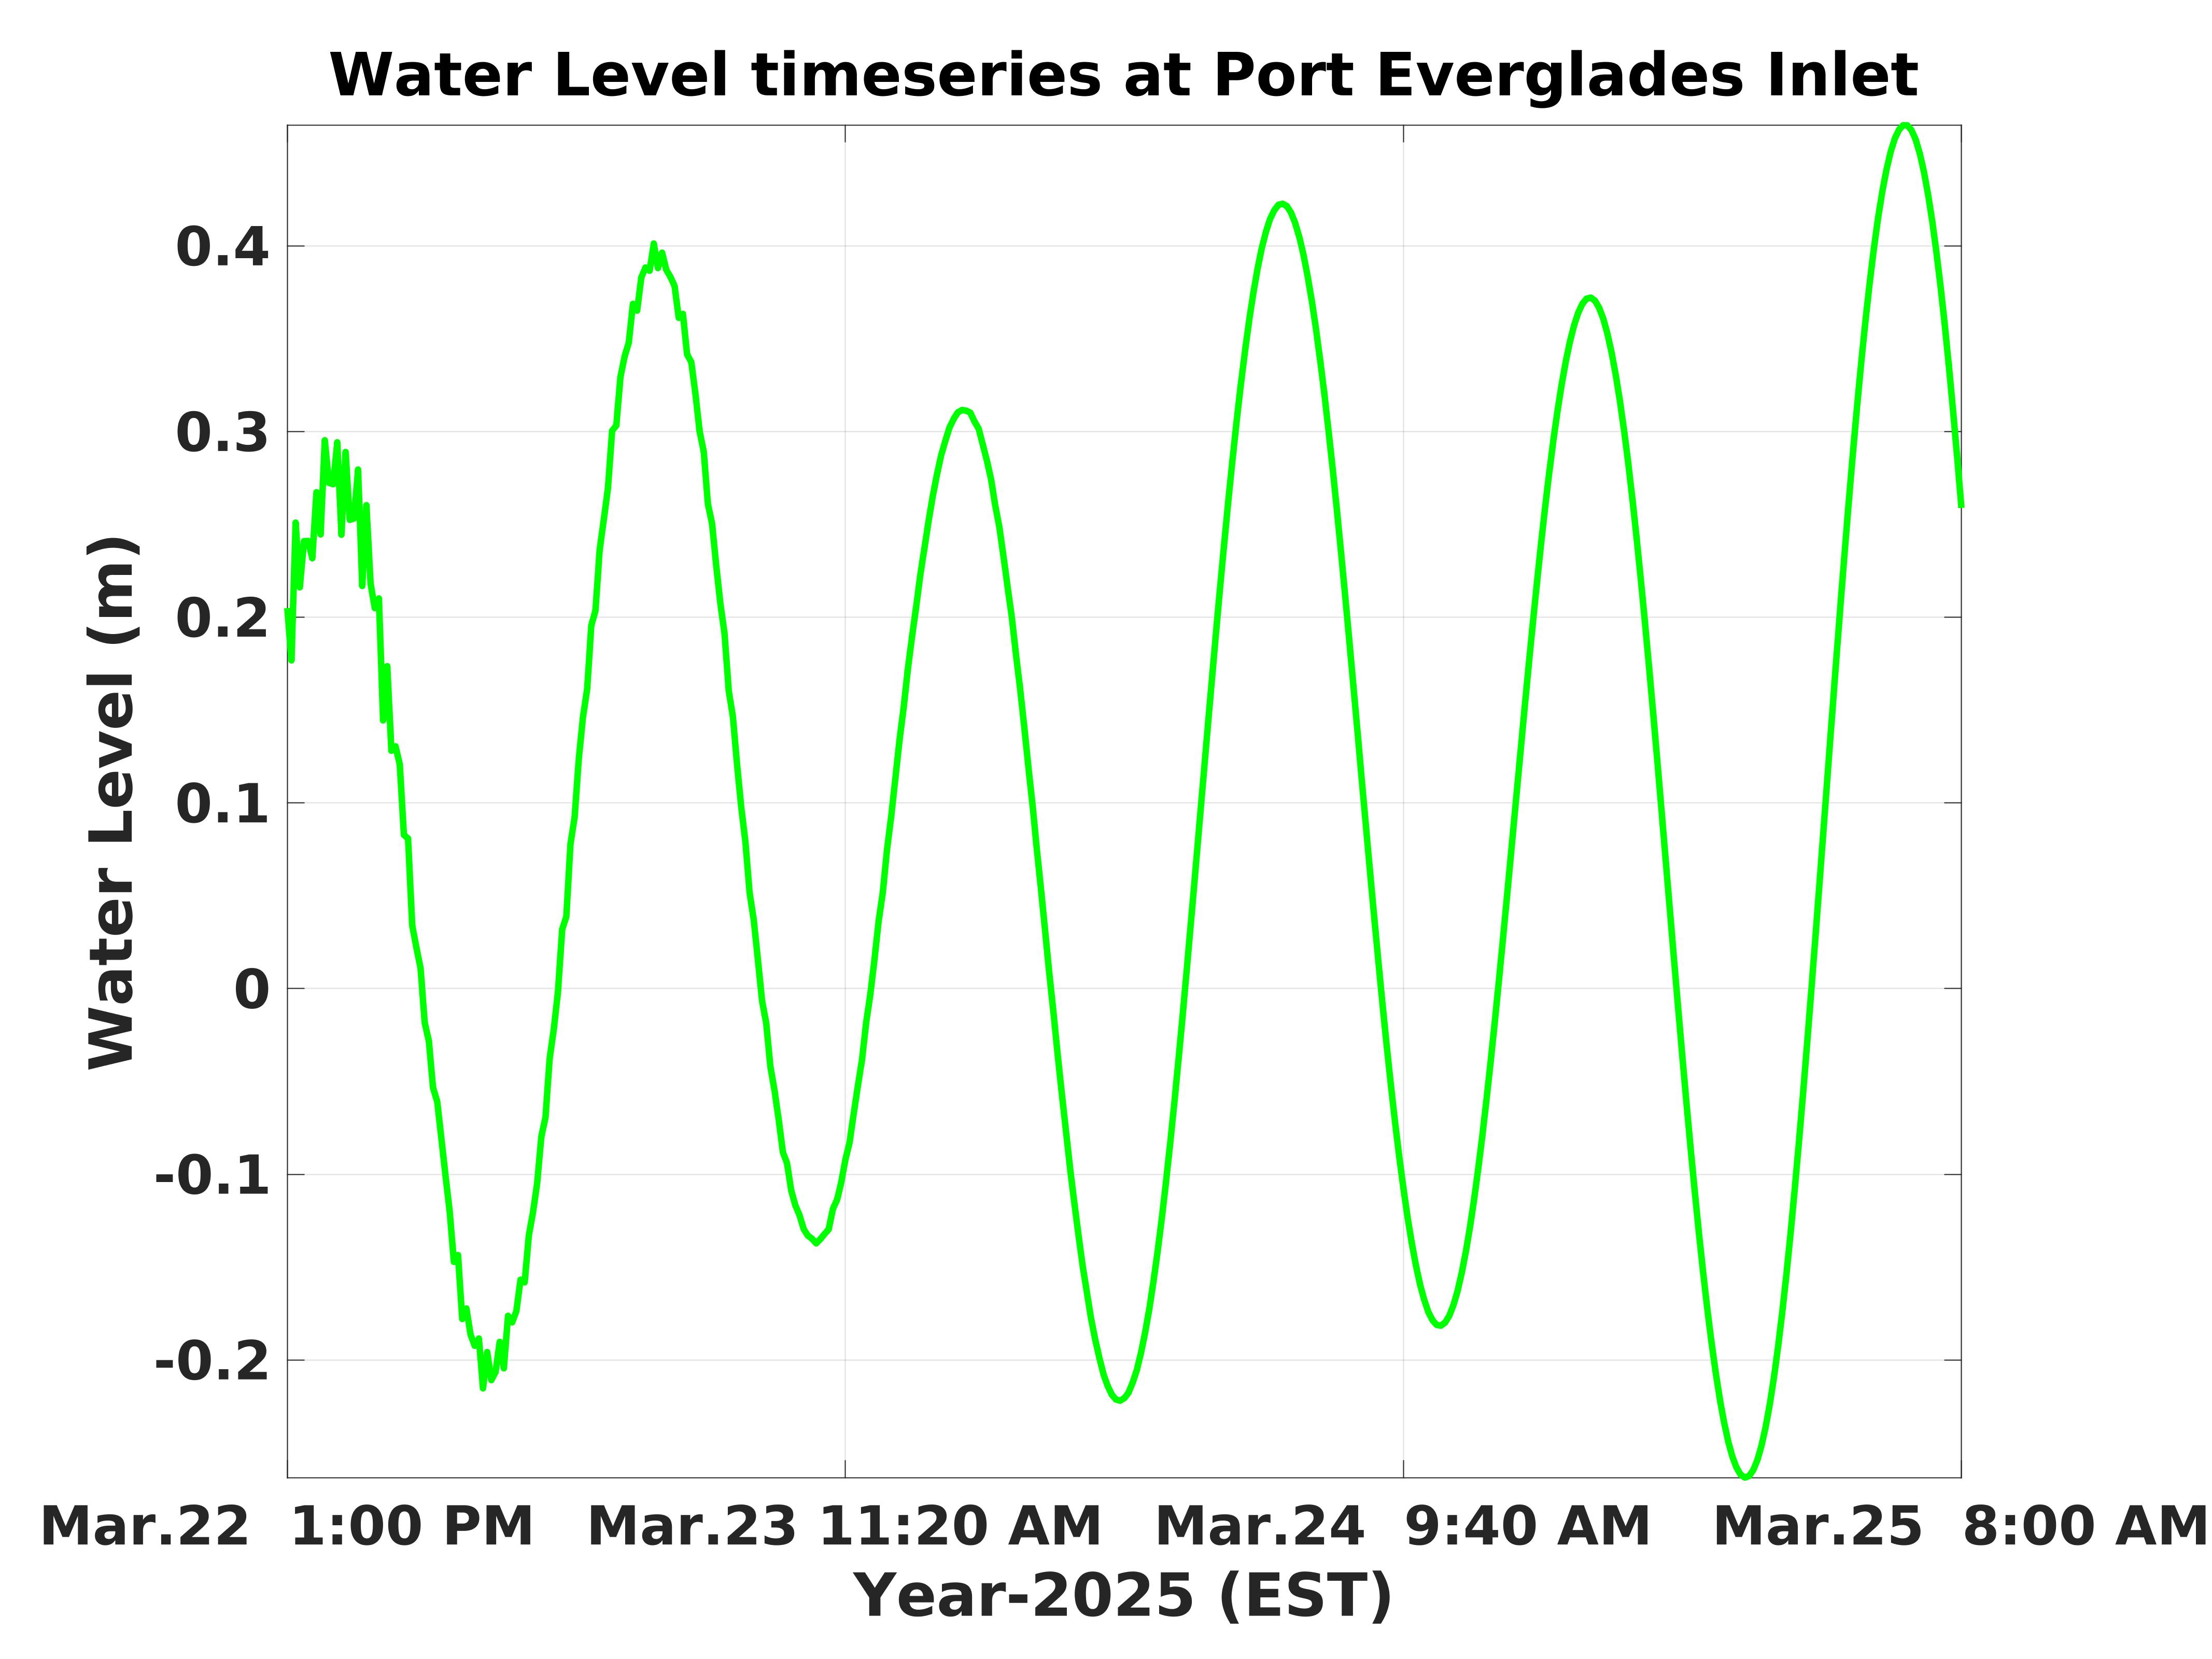 Water Level timeseries at Port Everglades Inlet
0.4
0.3
0.2
0.1
0
-0.1
-0.2
Water Level (m)
Mar.22 1:00 PM Mar.23 11:20 AM Mar.24 9:40 AM Mar.25 8:00 AM
Year-2025 (EST)